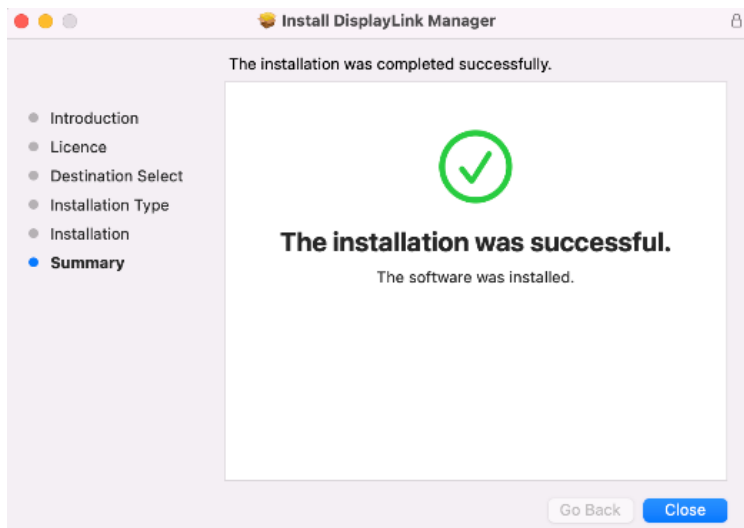 Install DisplayLink Manager
The installation was completed successfully.
Introduction
Licence
Destination Select
Installation Type
Installation
Summary
The installation was successful.
The software was installed.
Go Back
Close